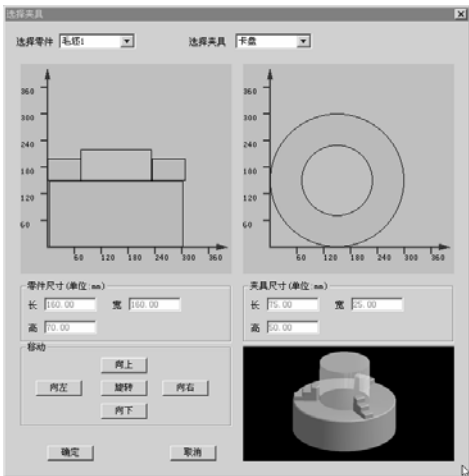 选择夹具
选择零件 毛坯1 选择夹具 卡盘
360 360
300 300
240 240
180 180
120 120
60 60
60 120 180 240 300 360 60 120 180 240 300 360
零件尺寸(单位:mm) 夹具尺寸(单位:mm)
长 160.00 宽 160.00 长 75.00 宽 25.00
高 70.00 高 50.00
移动
向上
向左 旋转 向右
向下
确定 取消